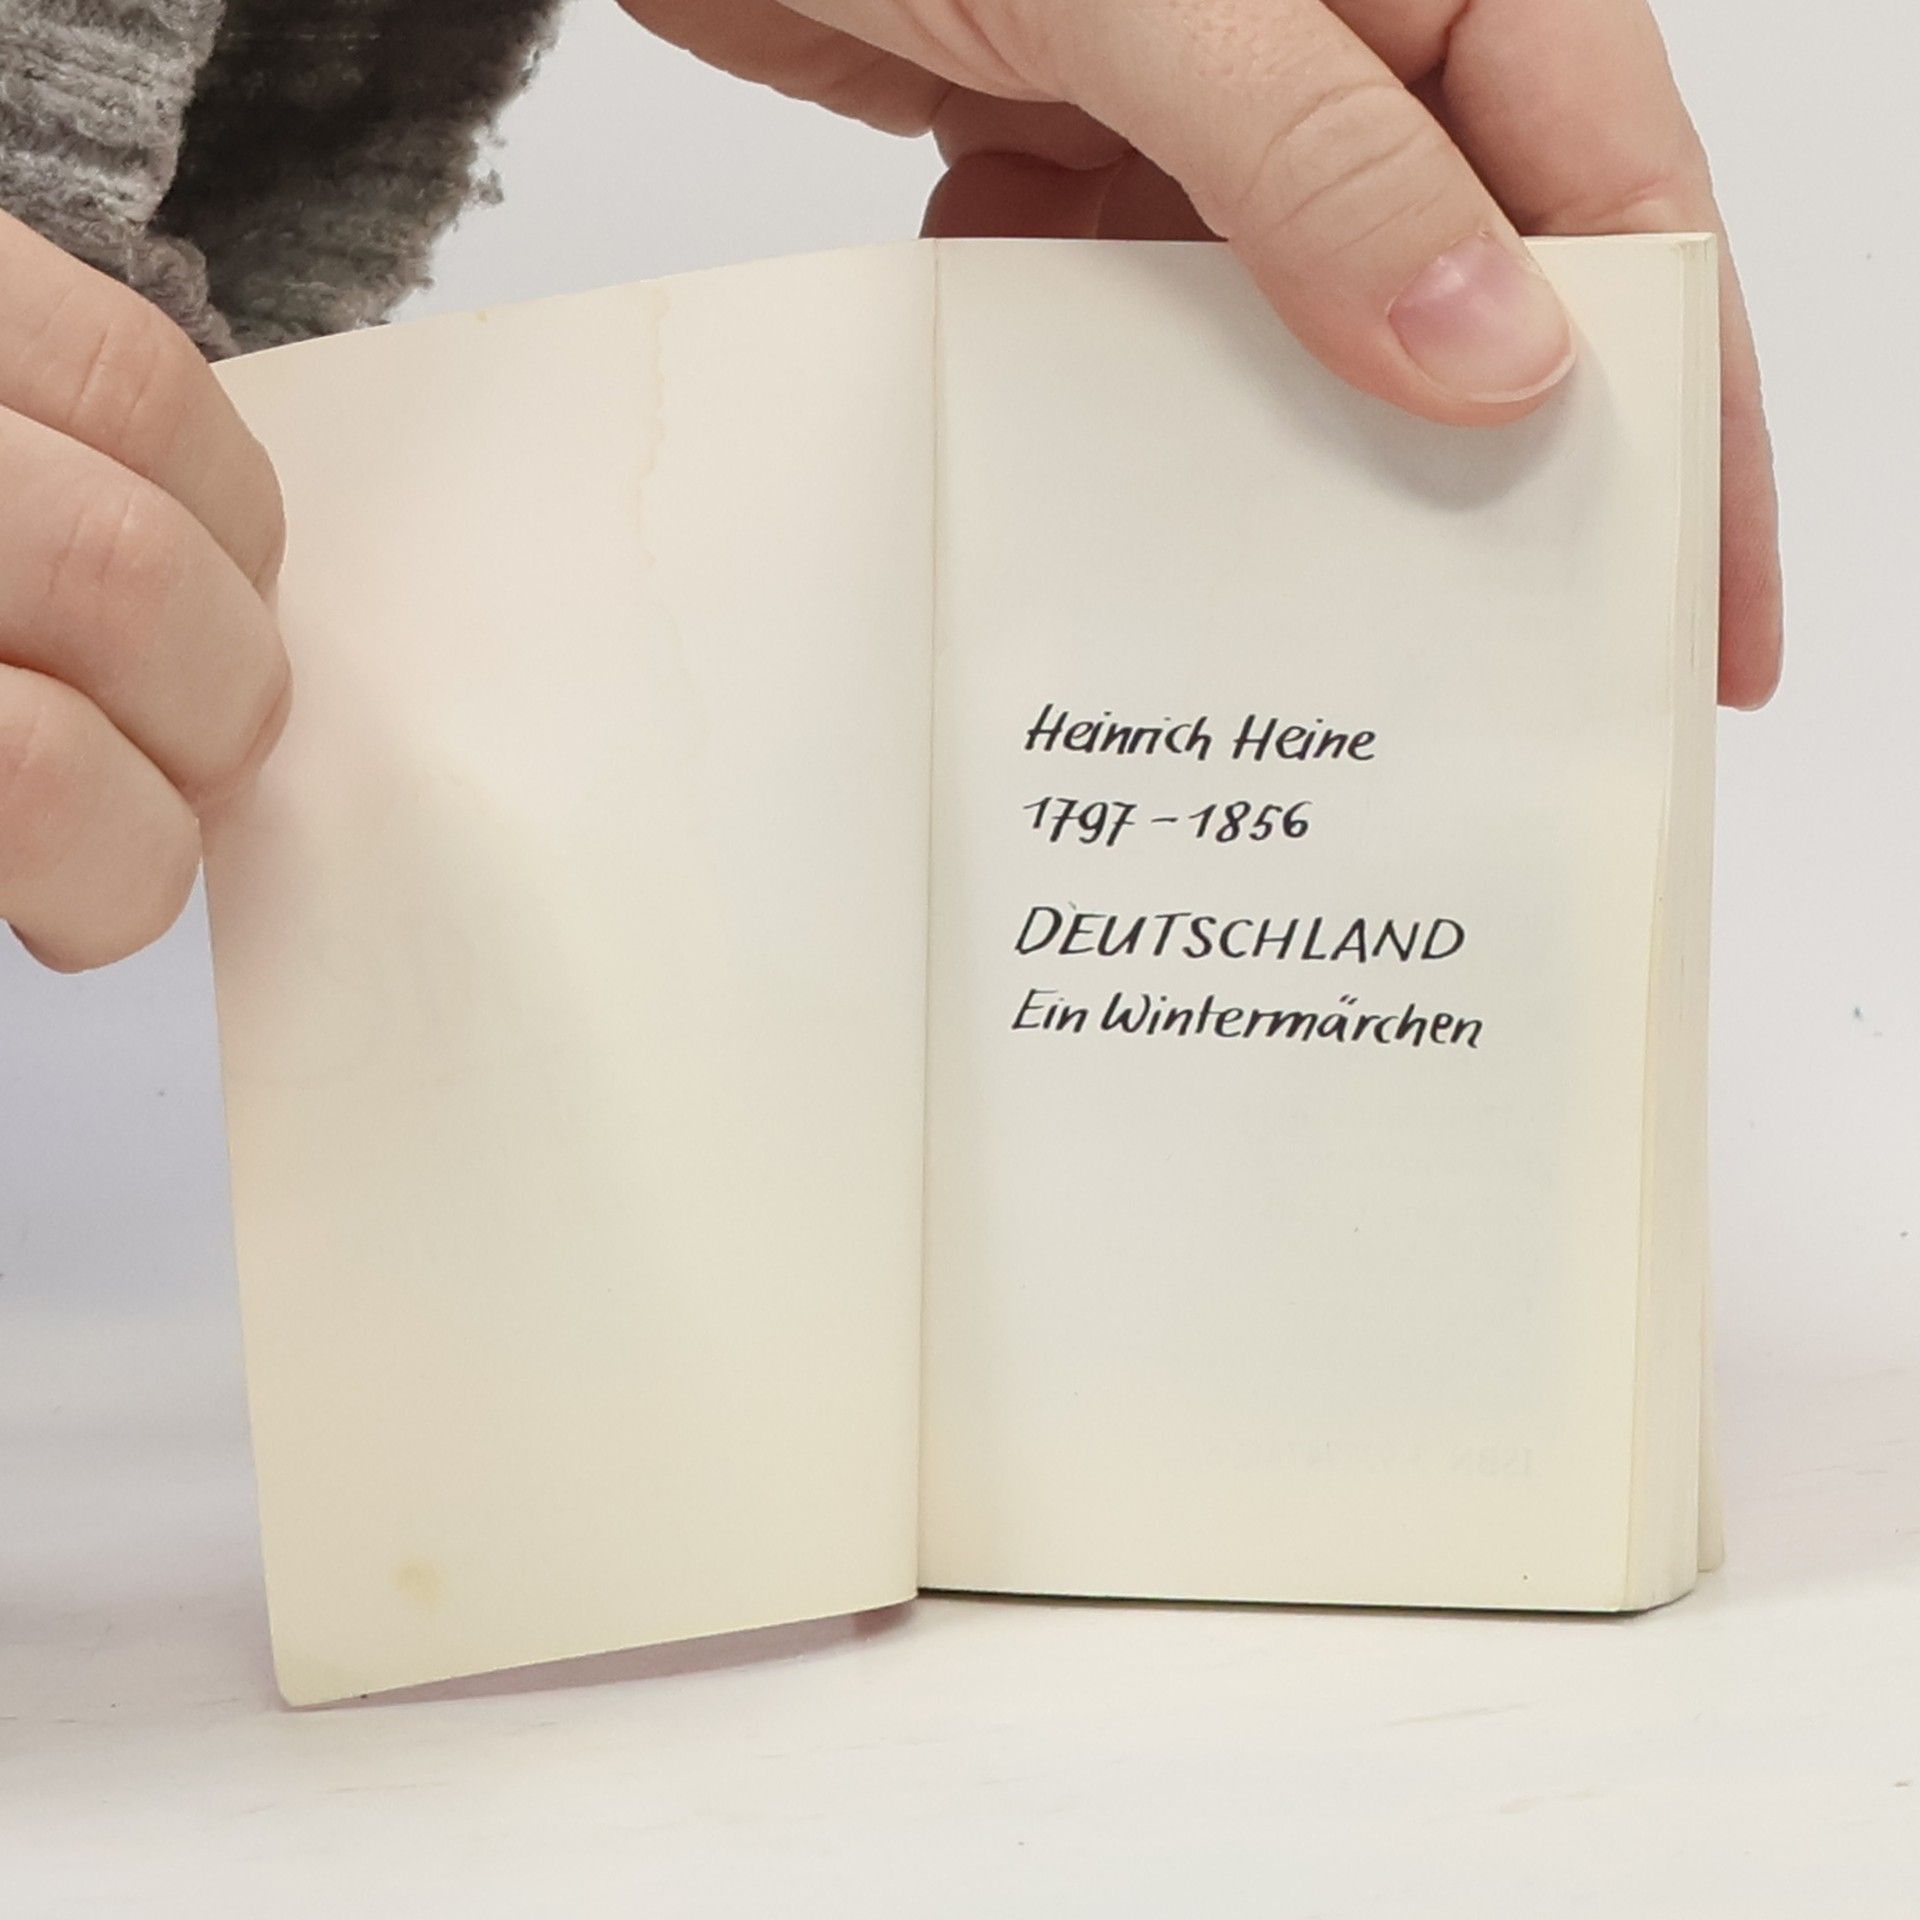 Heinrich Heine
1797 – 1856
DEUTSCHLAND
Ein Wintermärchen